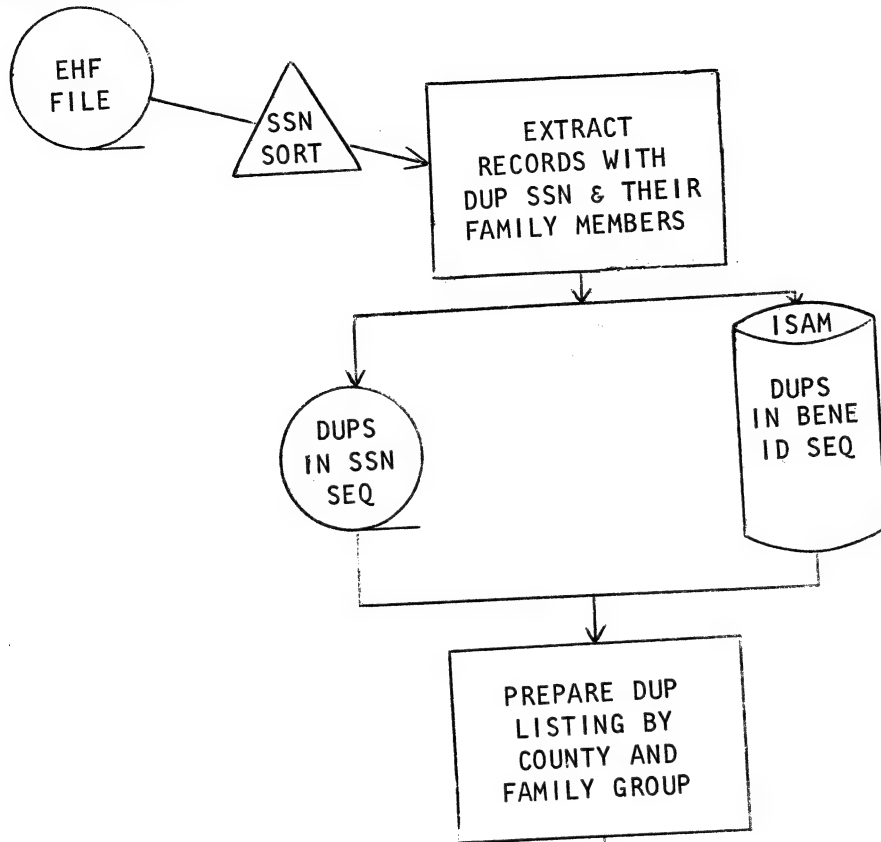 EHF
FILE
SSN
SORT
EXTRACT
RECORDS WITH
DUP SSN & THEIR
FAMILY MEMBERS
DUPS
IN SSN
SEQ
ISAM
DUPS
IN BENE
ID SEQ
PREPARE DUP
LISTING BY
COUNTY AND
FAMILY GROUP